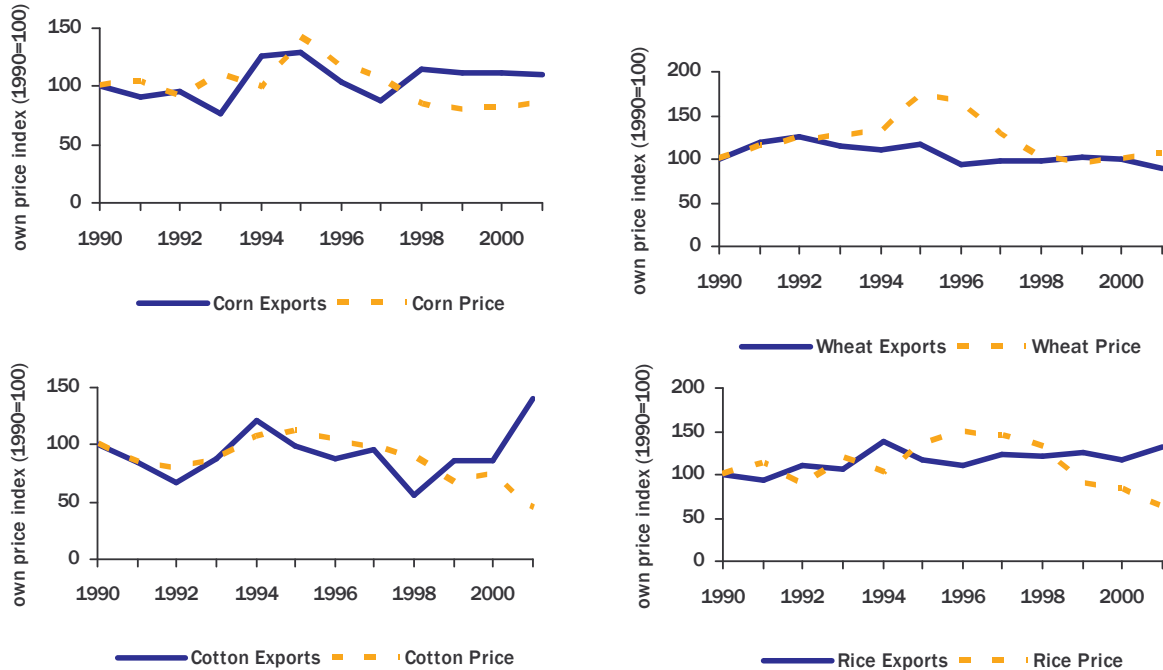 own price index (1990=100)
150
100
50
0
1990 1992 1994 1996 1998 2000
Corn Exports Corn Price
own price index (1990=100)
200
150
100
50
0
1990 1992 1994 1996 1998 2000
Wheat Exports Wheat Price
own price index (1990=100)
150
100
50
0
1990 1992 1994 1996 1998 2000
Cotton Exports Cotton Price
own price index (1990=100)
200
150
100
50
0
1990 1992 1994 1996 1998 2000
Rice Exports Rice Price